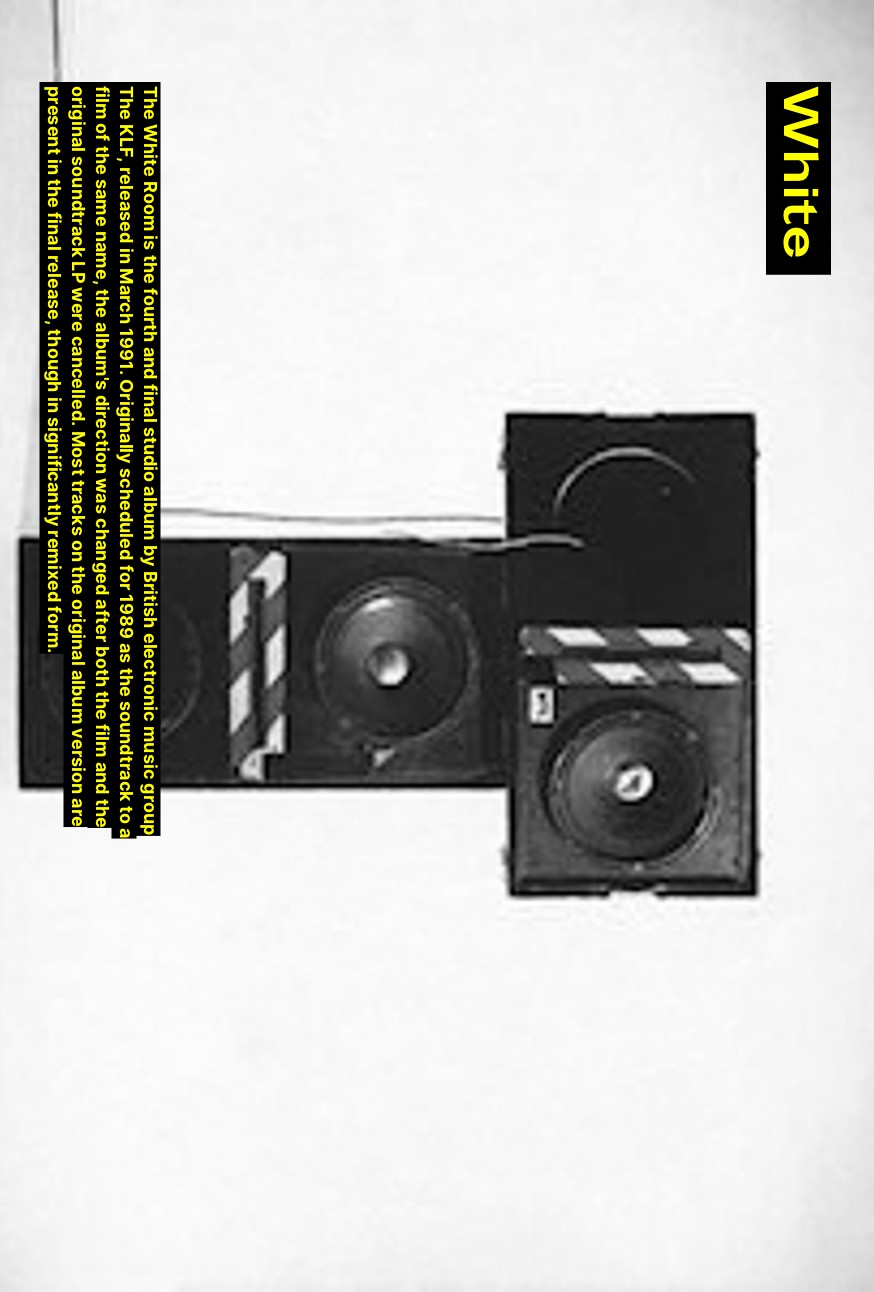 White
The White Room is the fourth and final studio album by British electronic music group
The KLF, released in March 1991. Originally scheduled for 1989 as the soundtrack to a
film of the same name, the album's direction was changed after both the film and the
original soundtrack LP were cancelled. Most tracks on the original album version are
present in the final release, though in significantly remixed form.